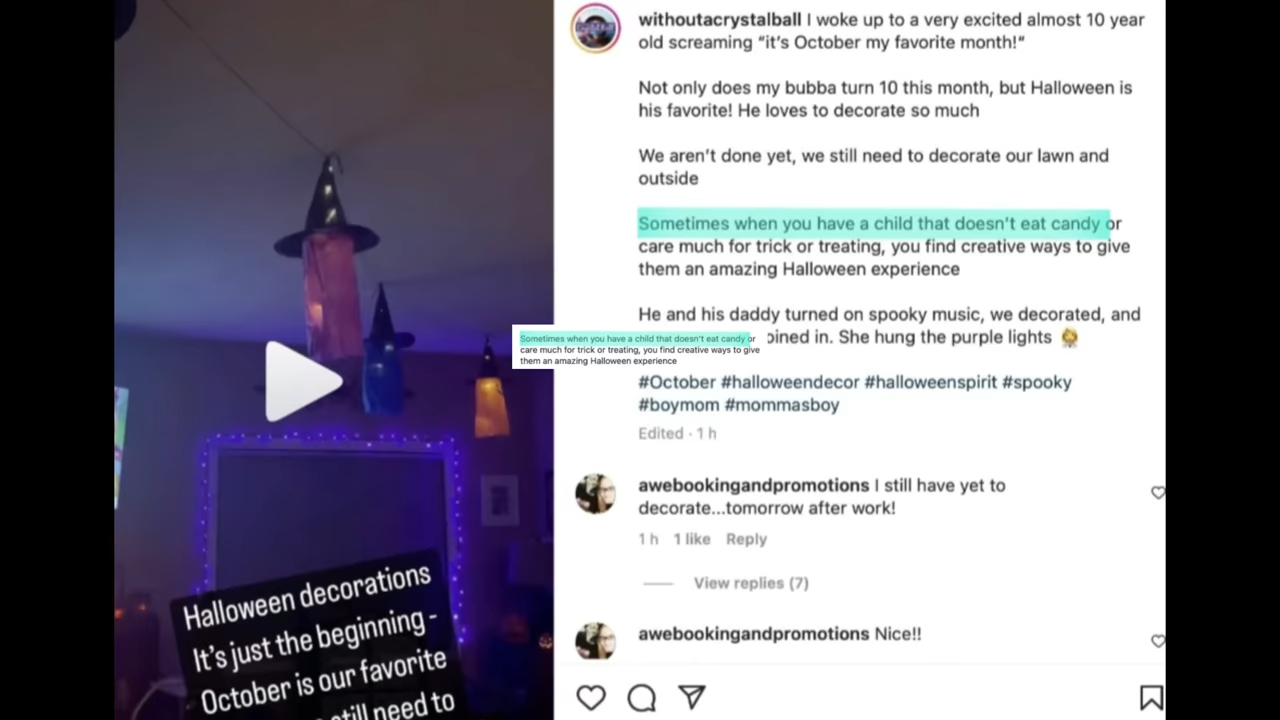 withoutacrystalball I woke up to a very excited almost 10 year
old screaming “it’s October my favorite month!“
Not only does my bubba turn 10 this month, but Halloween is
his favorite! He loves to decorate so much
We aren’t done yet, we still need to decorate our lawn and
outside
Sometimes when you have a child that doesn’t eat candy or
care much for trick or treating, you find creative ways to give
them an amazing Halloween experience
He and his daddy turned on spooky music, we decorated, and
oined in. She hung the purple lights
Sometimes when you have a child that doesn’t eat candy or
care much for trick or treating, you find creative ways to give
them an amazing Halloween experience
#October #halloweendecor #halloweenspirit #spooky
#boymom #mommasboy
Edited · 1 h
awebookingandpromotions I still have yet to
decorate...tomorrow after work!
1 h 1 like Reply
View replies (7)
awebookingandpromotions Nice!!
Halloween decorations
It’s just the beginning -
October is our favorite
still need to